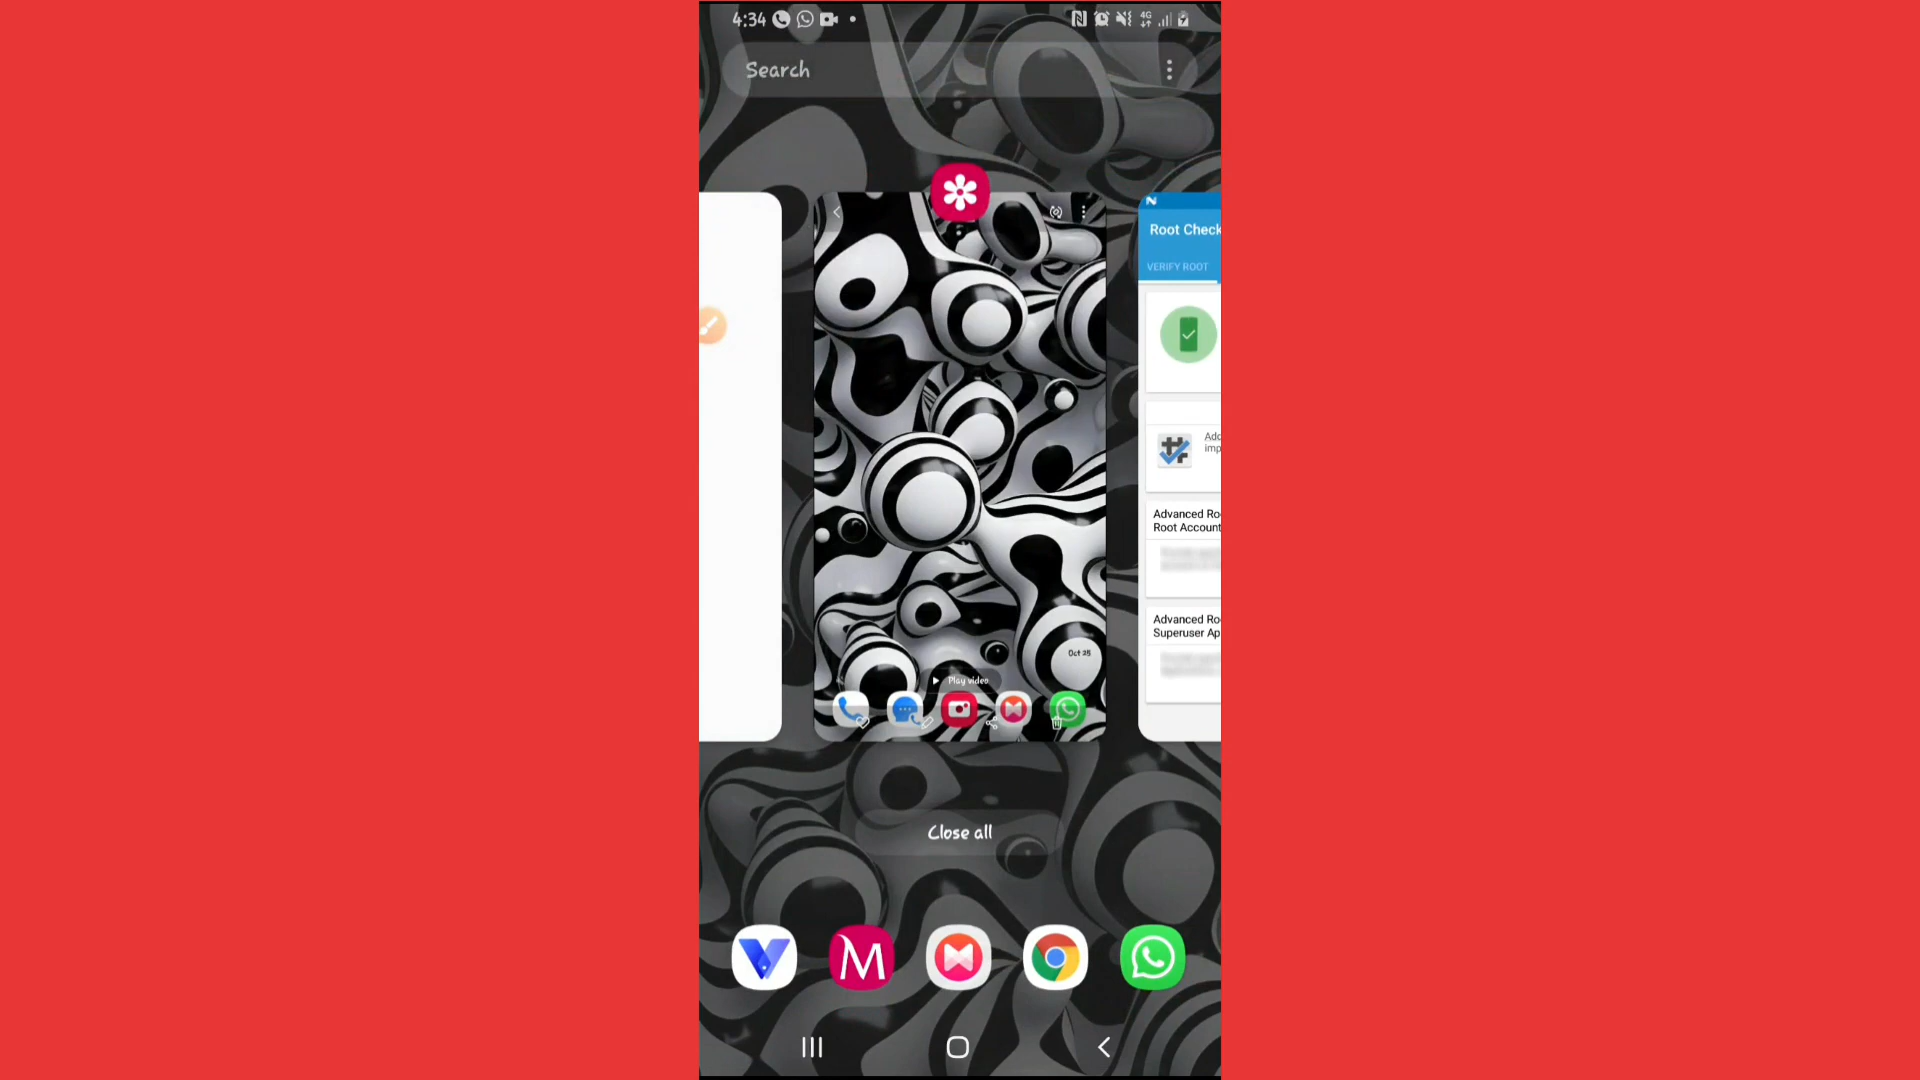 4:34
4G
Search
Root Check
VERIFY ROOT
Add
imp
Advanced Ro
Root Account
Advanced Ro
Superuser Ap
Oct 25
Play video
Close all